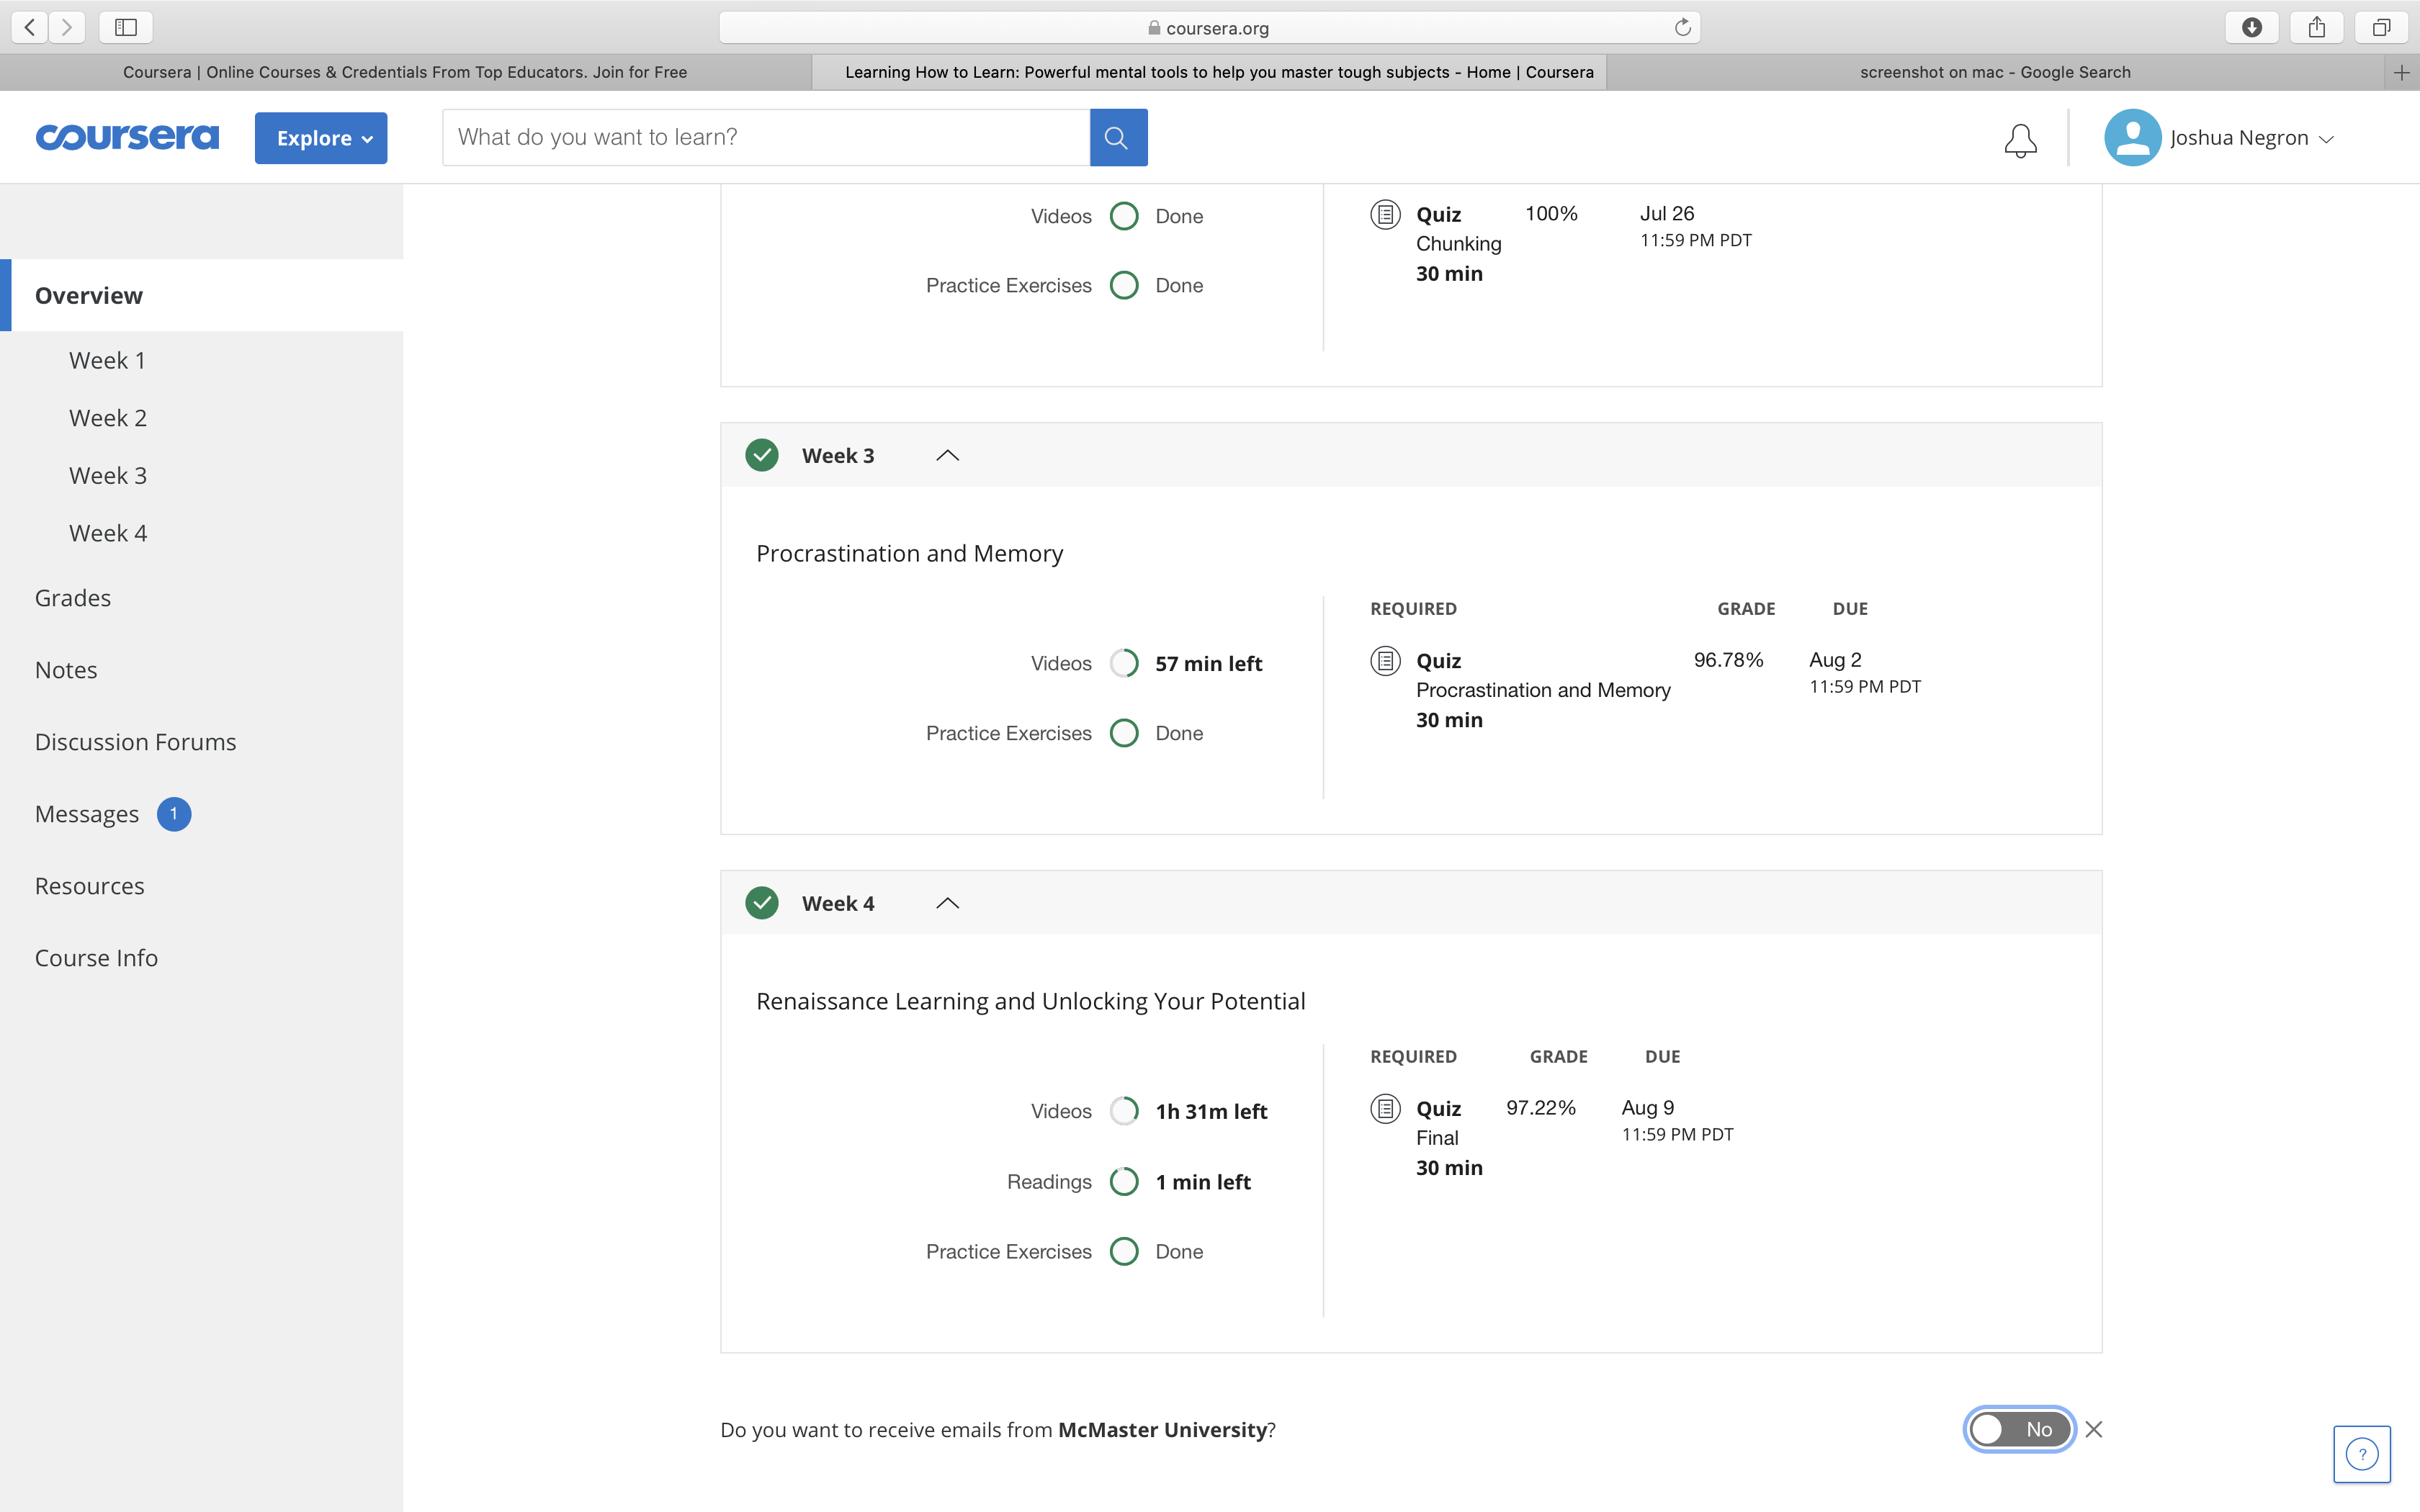 coursera.org
Coursera | Online Courses & Credentials From Top Educators. Join for Free
Learning How to Learn: Powerful mental tools to help you master tough subjects - Home | Coursera
screenshot on mac - Google Search
coursera
Explore
What do you want to learn?
Joshua Negron
Overview
Week 1
Week 2
Week 3
Week 4
Grades
Notes
Discussion Forums
Messages 1
Resources
Course Info
Videos Done
Practice Exercises Done
Quiz 100% Jul 26
Chunking 11:59 PM PDT
30 min
Week 3
Procrastination and Memory
Videos 57 min left
Practice Exercises Done
REQUIRED GRADE DUE
Quiz 96.78% Aug 2
Procrastination and Memory 11:59 PM PDT
30 min
Week 4
Renaissance Learning and Unlocking Your Potential
Videos 1h 31m left
Readings 1 min left
Practice Exercises Done
REQUIRED GRADE DUE
Quiz 97.22% Aug 9
Final 11:59 PM PDT
30 min
Do you want to receive emails from McMaster University?
No
?